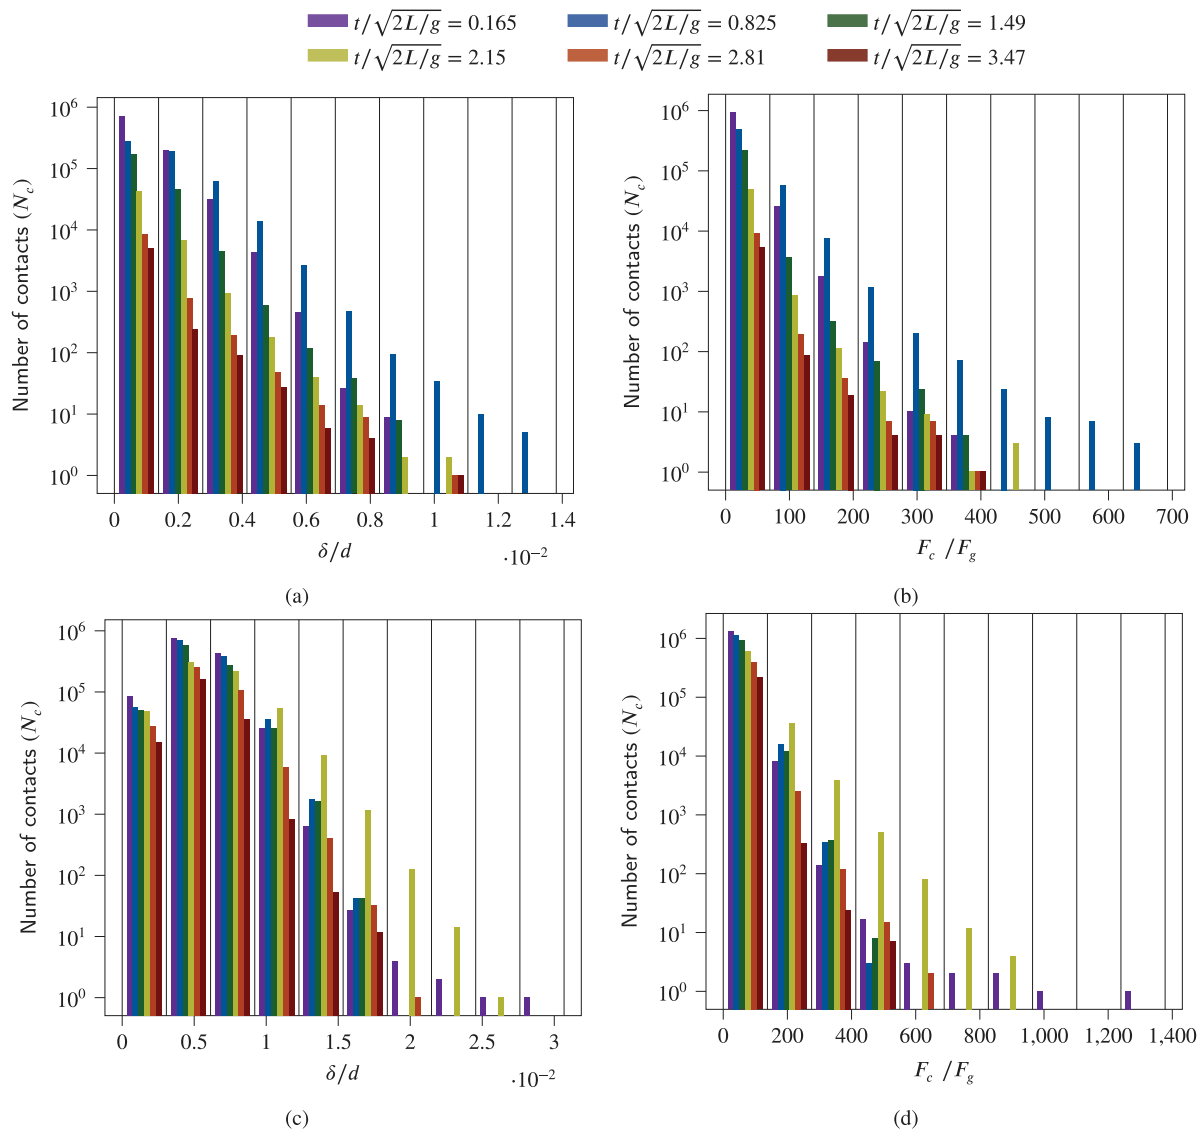 t/√2L/g = 0.165 t/√2L/g = 0.825 t/√2L/g = 1.49
t/√2L/g = 2.15 t/√2L/g = 2.81 t/√2L/g = 3.47
Number of contacts (N_c)
10^6
10^5
10^4
10^3
10^2
10^1
10^0
0 0.2 0.4 0.6 0.8 1 1.2 1.4
δ/d
·10^−2
(a)
Number of contacts (N_c)
10^6
10^5
10^4
10^3
10^2
10^1
10^0
0 100 200 300 400 500 600 700
F_c /F_g
(b)
Number of contacts (N_c)
10^6
10^5
10^4
10^3
10^2
10^1
10^0
0 0.5 1 1.5 2 2.5 3
δ/d
·10^−2
(c)
Number of contacts (N_c)
10^6
10^5
10^4
10^3
10^2
10^1
10^0
0 200 400 600 800 1,000 1,200 1,400
F_c /F_g
(d)